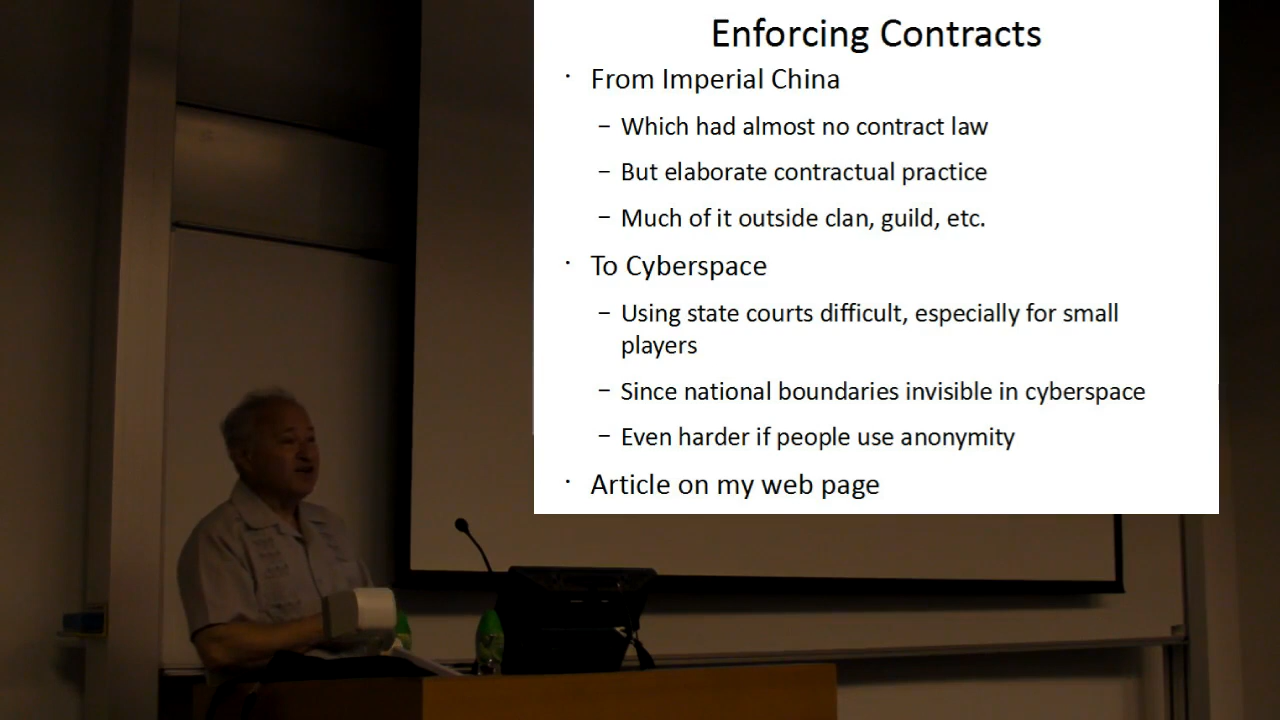 Enforcing Contracts
· From Imperial China
– Which had almost no contract law
– But elaborate contractual practice
– Much of it outside clan, guild, etc.
· To Cyberspace
– Using state courts difficult, especially for small
players
– Since national boundaries invisible in cyberspace
– Even harder if people use anonymity
· Article on my web page